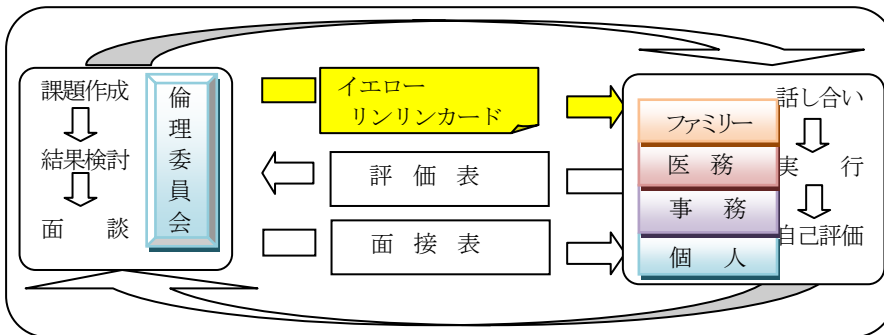 課題作成
結果検討
面　談
倫理委員会
イエロー
リンリンカード
評　価　表
面　接　表
ファミリー
医　務
事　務
個　人
話し合い
実　行
自己評価